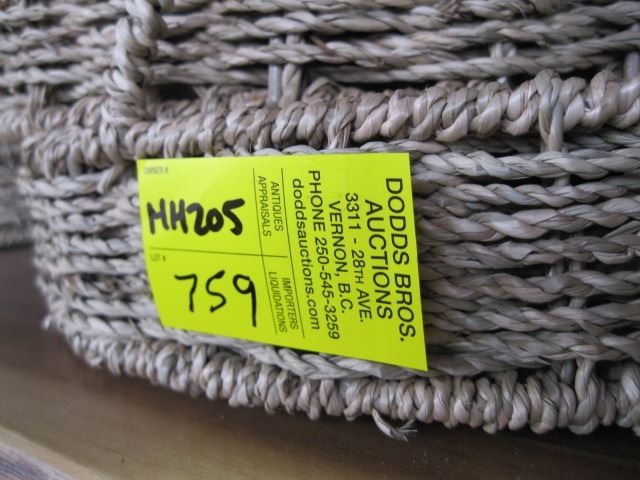 OWNER #
MH205
LOT #
759
ANTIQUES
APPRAISALS
IMPORTERS
LIQUIDATIONS
DODDS BROS.
AUCTIONS
3311 - 28TH AVE.
VERNON, B.C.
PHONE 250-545-3259
doddsauctions.com